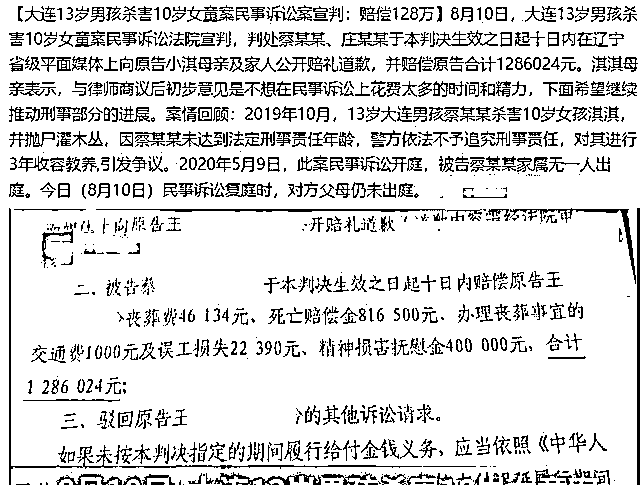 【大连13岁男孩杀害10岁女童案民事诉讼案宣判：赔偿128万】8月10日，大连13岁男孩杀
害10岁女童案民事诉讼法院宣判，判处蔡某某、庄某某于本判决生效之日起十日内在辽宁
省级平面媒体上向原告小淇母亲及家人公开赔礼道歉，并赔偿原告合计1286024元。淇淇母
亲表示，与律师商议后初步意见是不想在民事诉讼上花费太多的时间和精力，下面希望继续
推动刑事部分的进展。案情回顾：2019年10月，13岁大连男孩蔡某某杀害10岁女孩淇淇，
并抛尸灌木丛，因蔡某某未达到法定刑事责任年龄，警方依法不予追究刑事责任，对其进行
3年收容教养,引发争议。2020年5月9日，此案民事诉讼开庭，被告蔡某某家属无一人出
庭。今日（8月10日）民事诉讼复庭时，对方父母仍未出庭。
体上向原告王 开赔礼道歉
二、被告蔡 于本判决生效之日起十日内赔偿原告王
丧葬费46 134元、死亡赔偿金816 500元、办理丧葬事宜的
交通费1000元及误工损失22 390元、精神损害抚慰金400 000元，合计
1 286 024元;
三、驳回原告王 的其他诉讼请求。
如果未按本判决指定的期间履行给付金钱义务，应当依照《中华人